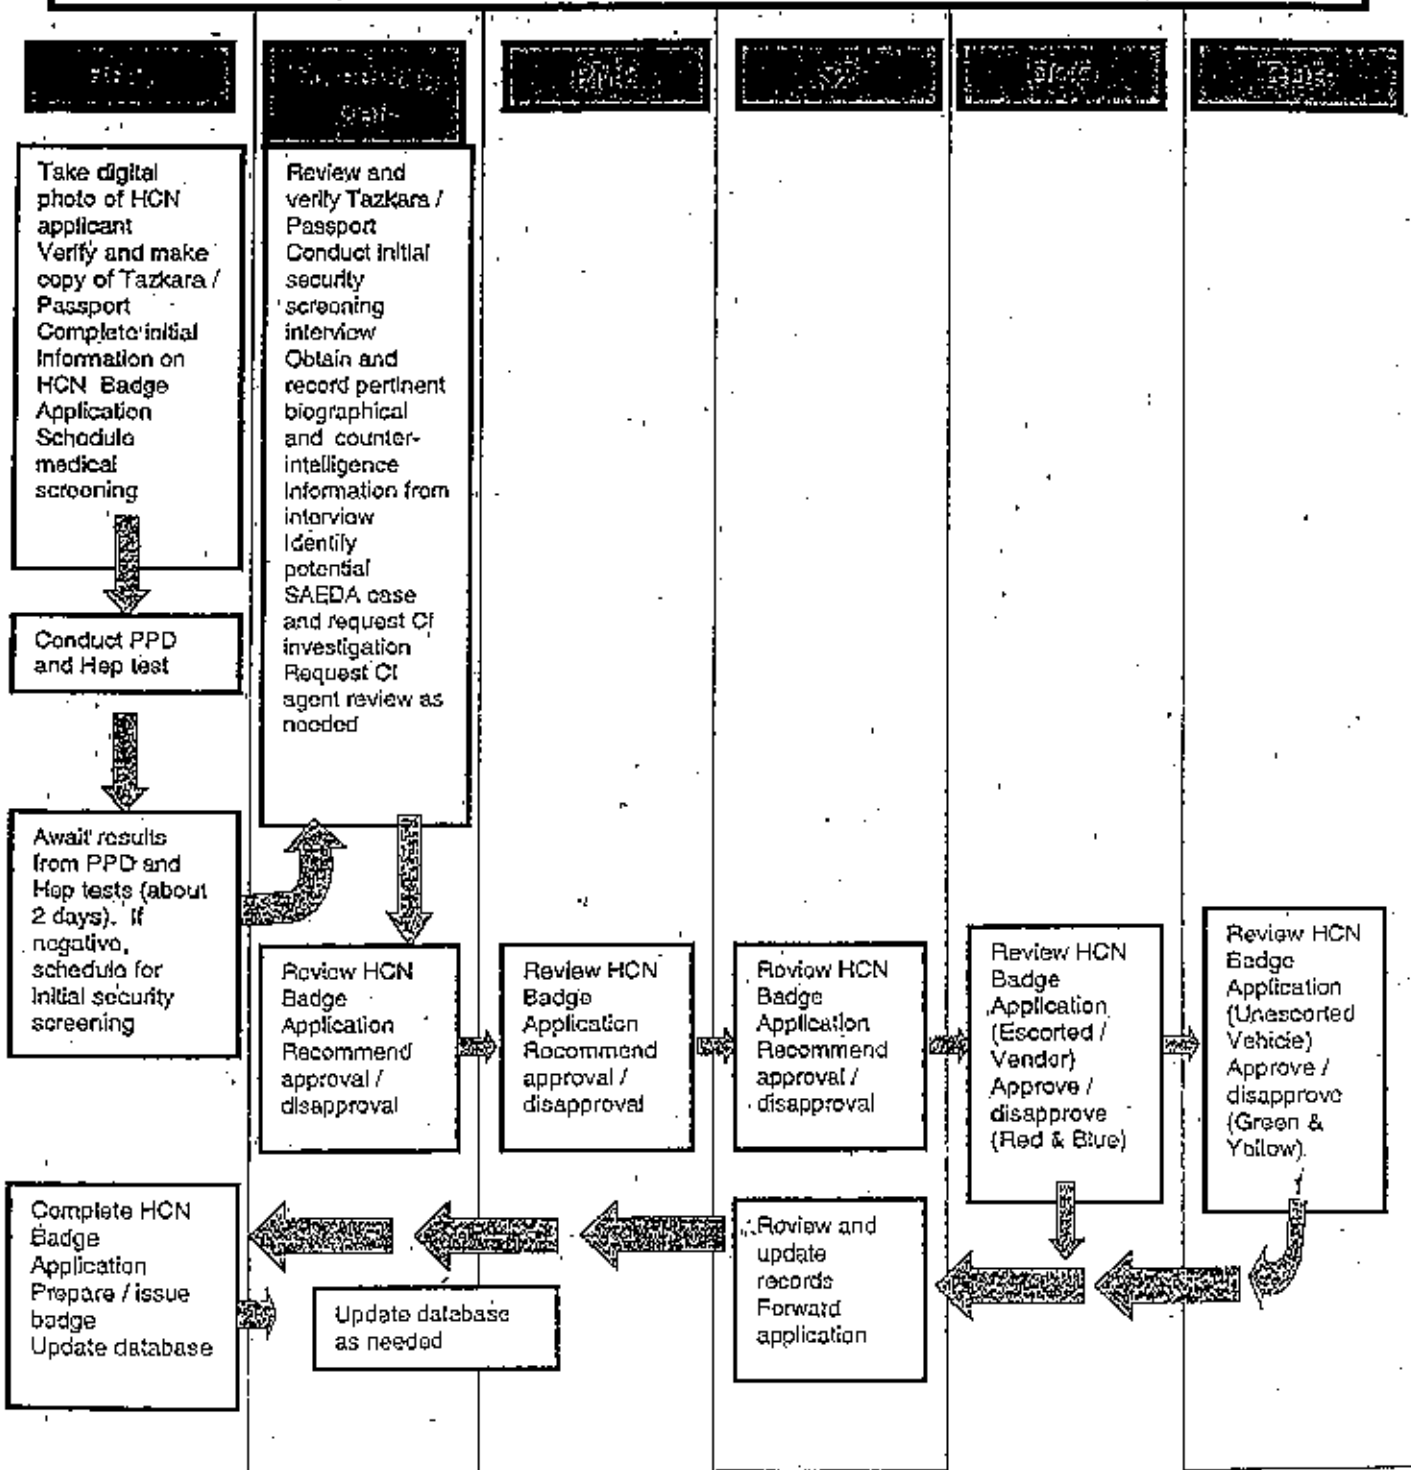 Take digital
photo of HCN
applicant
Verify and make
copy of Tazkara /
Passport
Complete initial
Information on
HCN Badge
Application
Schedule
medical
screening
Conduct PPD
and Hep test
Await results
from PPD and
Hep tests (about
2 days). If
negative,
schedule for
initial security
screening
Complete HCN
Badge
Application
Prepare / issue
badge
Update database
Review and
verify Tazkara /
Passport
Conduct initial
security
screening
interview
Obtain and
record pertinent
biographical
and counter-
intelligence
Information from
interview
Identify
potential
SAEDA case
and request CI
investigation
Request CI
agent review as
needed
Review HCN
Badge
Application
Recommend
approval /
disapproval
Update database
as needed
Review HCN
Badge
Application
Recommend
approval /
disapproval
Review HCN
Badge
Application
Recommend
approval /
disapproval
Review and
update
records
Forward
application
Review HCN
Badge
Application
(Escorted /
Vendor)
Approve /
disapprove
(Red & Blue)
Review HCN
Badge
Application
(Unescorted
Vehicle)
Approve /
disapprove
(Green &
Yellow)